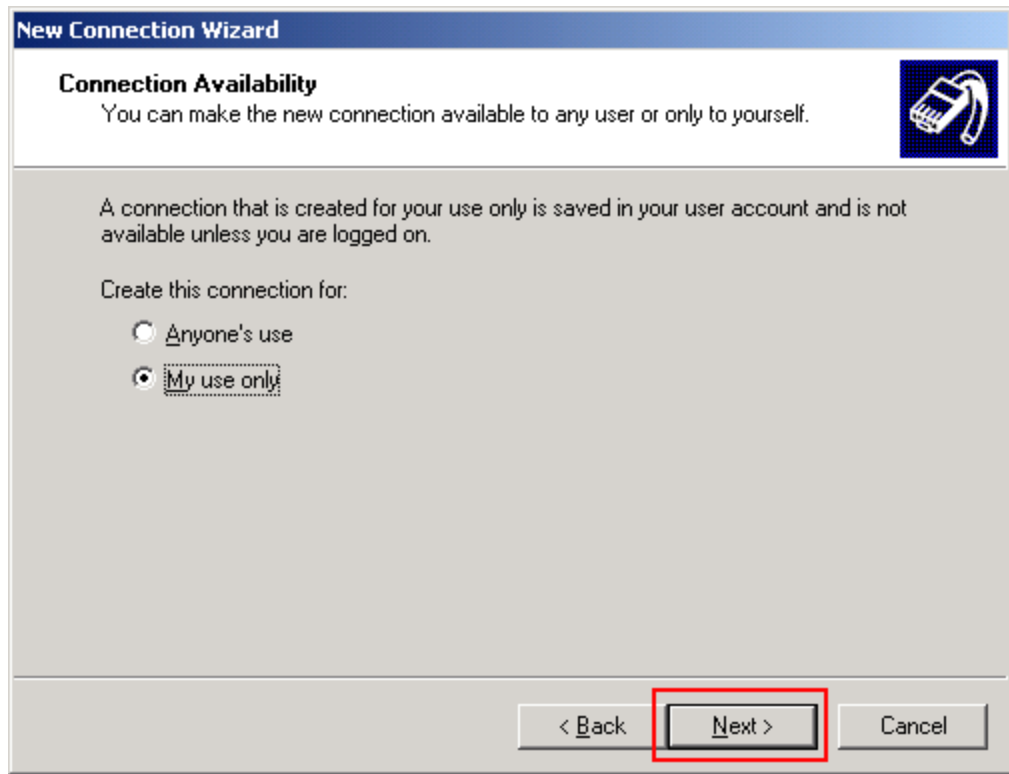 New Connection Wizard
Connection Availability
You can make the new connection available to any user or only to yourself.
A connection that is created for your use only is saved in your user account and is not
available unless you are logged on.
Create this connection for:
Anyone's use
My use only
< Back
Next >
Cancel